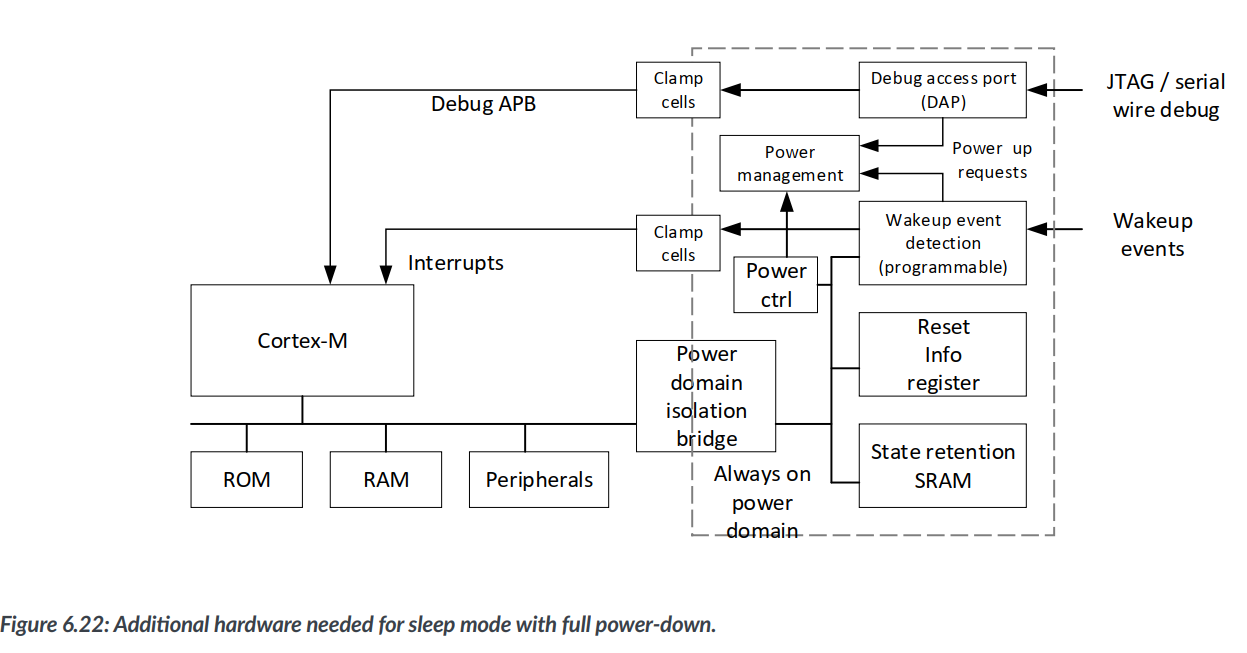 Clamp
cells
Debug access port
(DAP)
JTAG / serial
wire debug
Debug APB
Power
management
Power up
requests
Clamp
cells
Wakeup event
detection
(programmable)
Wakeup
events
Interrupts
Power
ctrl
Cortex-M
Reset
Info
register
Power
domain
isolation
bridge
ROM
RAM
Peripherals
State retention
SRAM
Always on
power
domain
Figure 6.22: Additional hardware needed for sleep mode with full power-down.